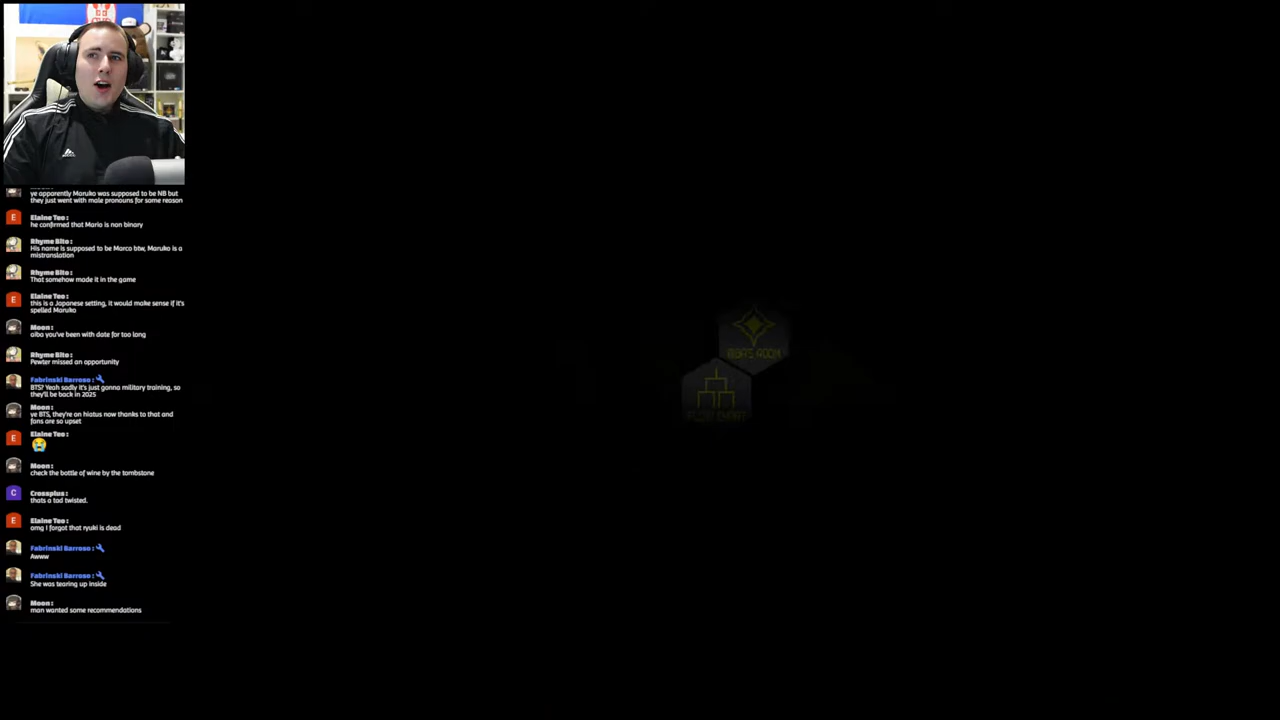 ye apparently Maruko was supposed to be NB but
they just went with male pronouns for some reason
E
Elaine Teo :
he confirmed that Mario is non binary
Rhyme Bito :
His name is supposed to be Marco btw, Maruko is a
mistranslation
Rhyme Bito :
That somehow made it in the game
E
Elaine Teo :
this is a Japanese setting, it would make sense if it's
spelled Maruko
Moon :
aiba you've been with date for too long
Rhyme Bito :
Pewter missed an opportunity
Fabrinski Barroso :
BTS? Yeah sadly it's just gonna military training, so
they'll be back in 2025
Moon :
ye BTS, they're on hiatus now thanks to that and
fans are so upset
E
Elaine Teo :
Moon :
check the bottle of wine by the tombstone
C
Crossplus :
thats a tad twisted.
E
Elaine Teo :
omg I forgot that ryuki is dead
Fabrinski Barroso :
Awww
Fabrinski Barroso :
She was tearing up inside
Moon :
man wanted some recommendations
ROOM
FLOW CHART